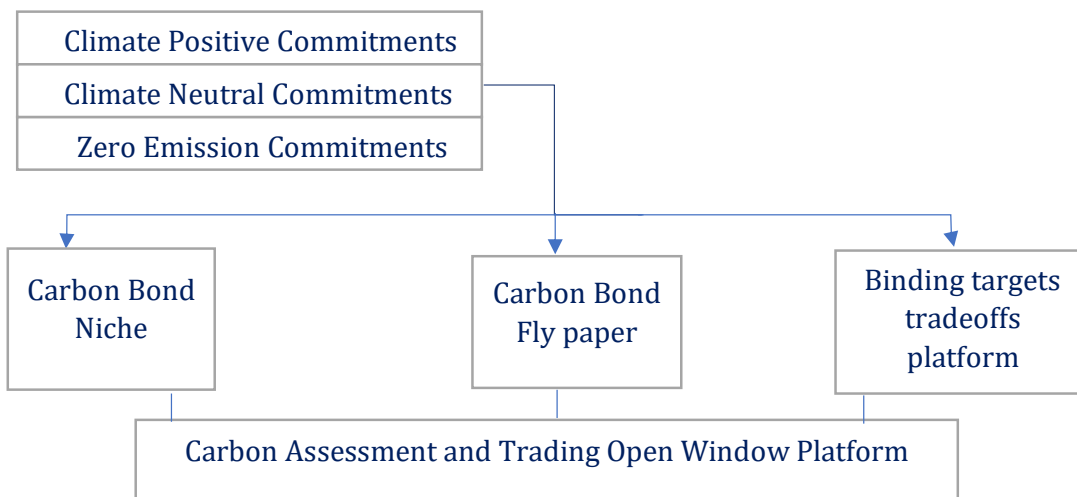 Climate Positive Commitments
Climate Neutral Commitments
Zero Emission Commitments
Carbon Bond
Niche
Carbon Bond
Fly paper
Binding targets
tradeoffs
platform
Carbon Assessment and Trading Open Window Platform